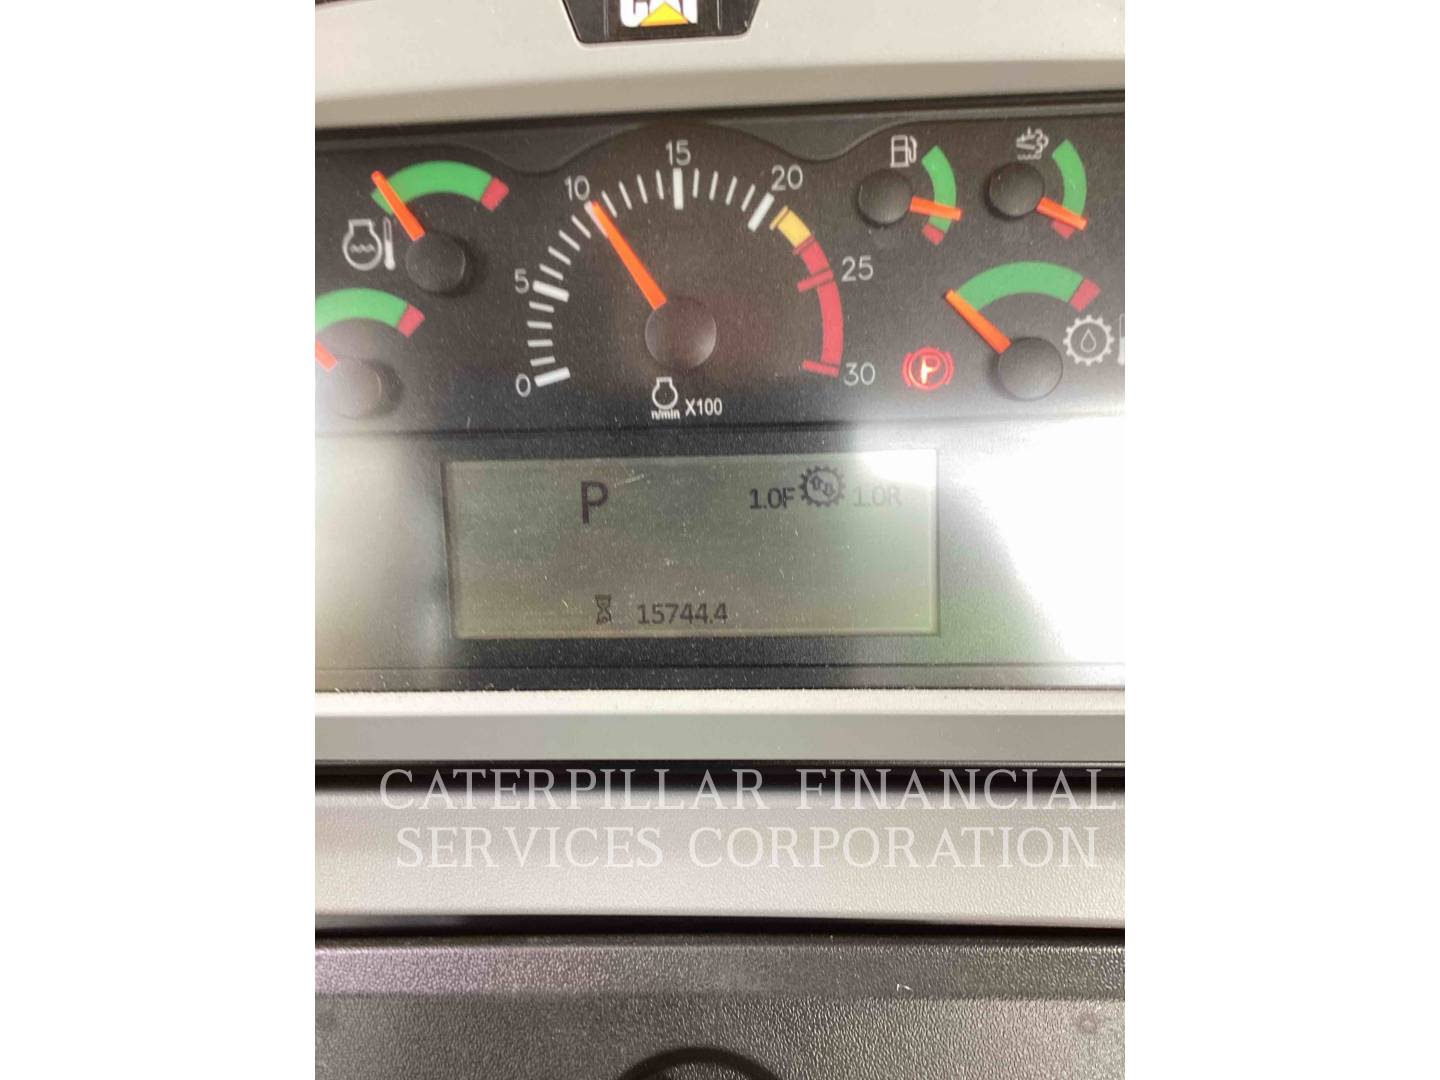 CAT
15
10
20
5
25
0
30
P
n/min X100
P
1.0F 1.0R
15744.4
CATERPILLAR FINANCIAL
SERVICES CORPORATION